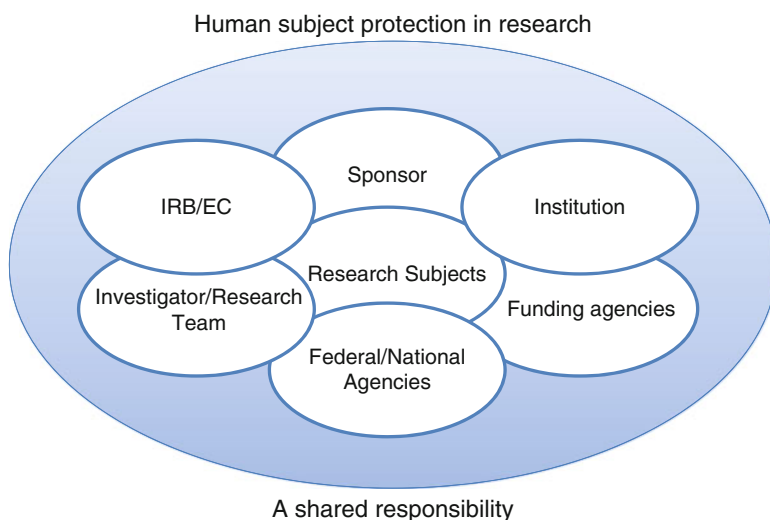 Human subject protection in research
Sponsor
IRB/EC
Institution
Research Subjects
Investigator/Research
Team
Funding agencies
Federal/National
Agencies
A shared responsibility